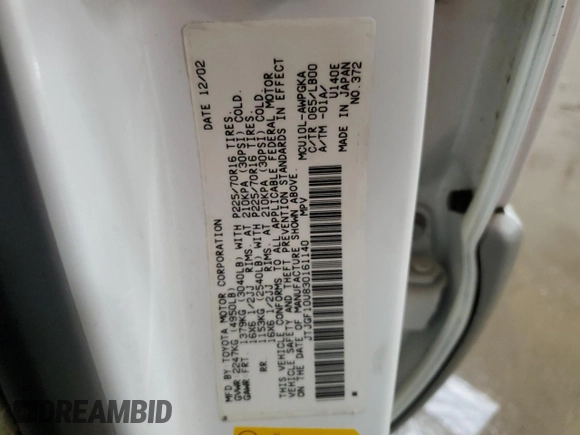 MFD BY TOYOTA MOTOR CORPORATION DATE 12/02
GVWR 2247KG (4950LB)
GAWR FRT. 1379KG (3040LB) WITH P225/70R16 TIRES.
16X6 1/2JJ RIMS AT 210KPA (30PSI) COLD.
RR. 1153KG (2540LB) WITH P225/70R16 TIRES.
16X6 1/2JJ RIMS. AT 210KPA (30PSI) COLD
THIS VEHICLE CONFORMS TO ALL APPLICABLE FEDERAL MOTOR
VEHICLE SAFETY AND THEFT PREVENTION STANDARDS IN EFFECT
ON THE DATE OF MANUFACTURE SHOWN ABOVE.
JTJGF10U830161140 MPV
MCU10L-AWPGKA
C/TR 065/LB00
A/TM -01A/ U140E
MADE IN JAPAN
NO.372
DREAMBID